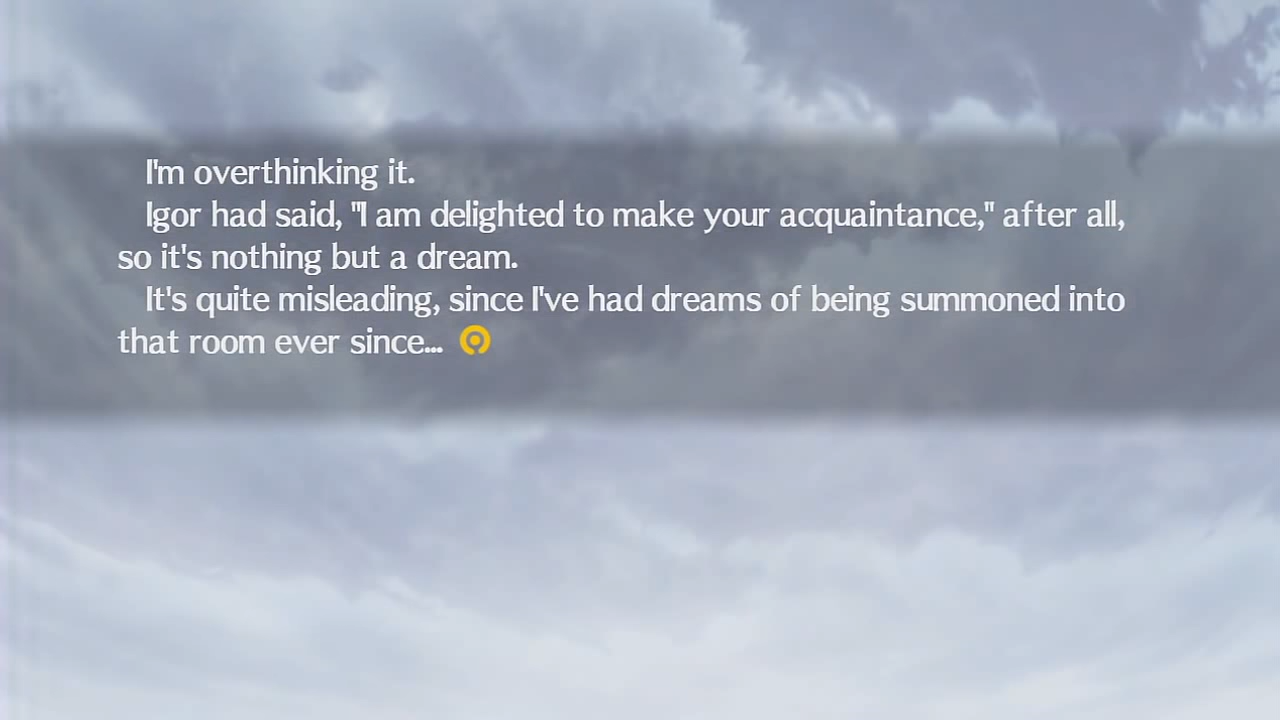 I'm overthinking it.
Igor had said, "I am delighted to make your acquaintance," after all,
so it's nothing but a dream.
It's quite misleading, since I've had dreams of being summoned into
that room ever since...